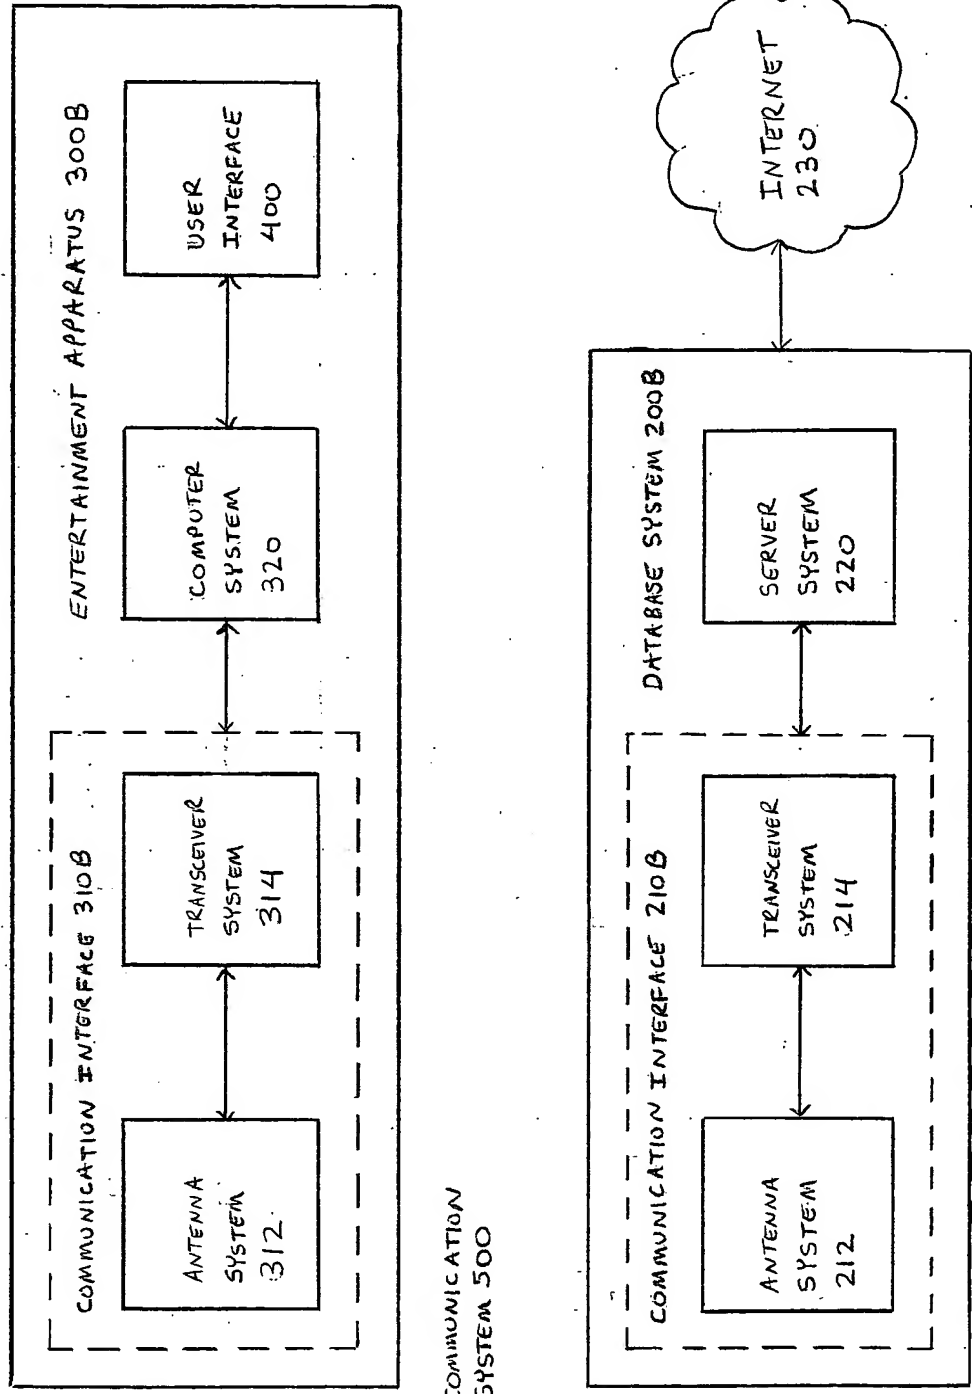 ENTERTAINMENT APPARATUS 300B
COMMUNICATION INTERFACE 310B
ANTENNA
SYSTEM
312
TRANSCEIVER
SYSTEM
314
COMPUTER
SYSTEM
320
USER
INTERFACE
400
COMMUNICATION
SYSTEM 500
DATABASE SYSTEM 200B
COMMUNICATION INTERFACE 210B
ANTENNA
SYSTEM
212
TRANSCEIVER
SYSTEM
214
SERVER
SYSTEM
220
INTERNET
230